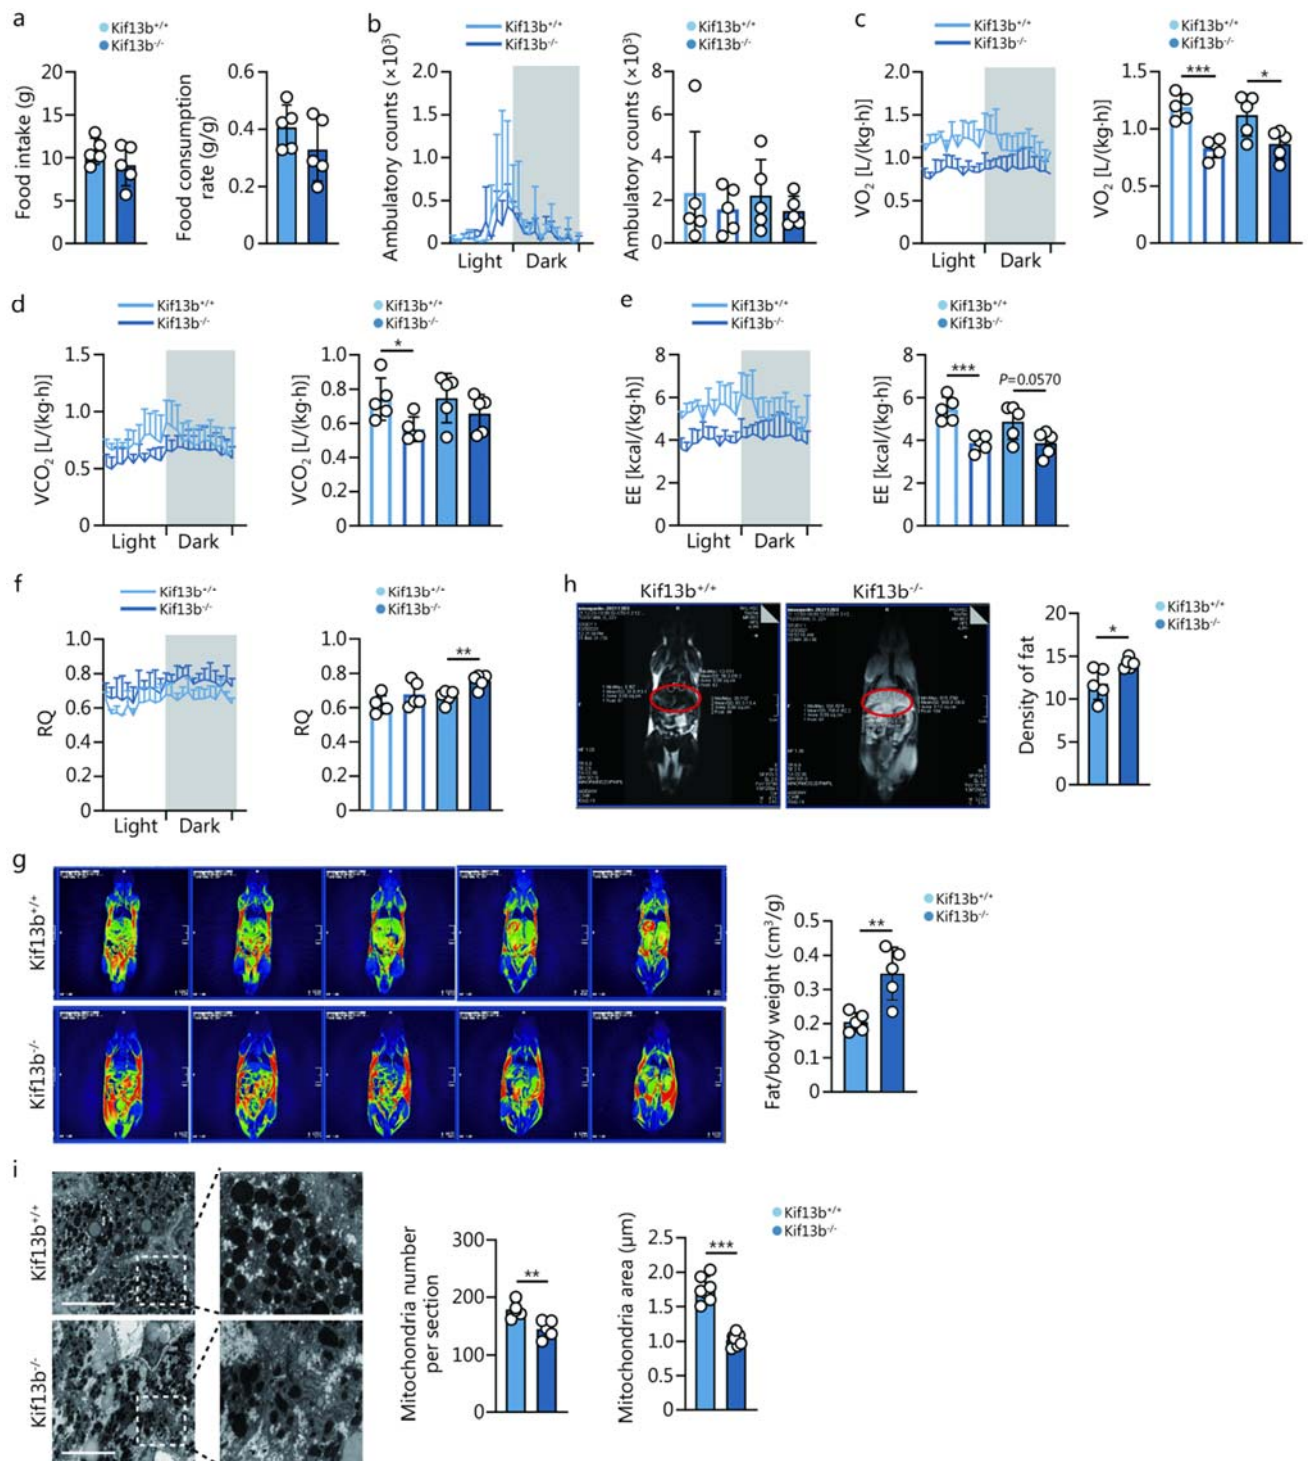 a
Kif13b+/+
Kif13b-/-
Food intake (g)
20
15
10
5
0
Food consumption
rate (g/g)
0.6
0.4
0.2
0
b
Kif13b+/+
Kif13b-/-
Ambulatory counts (×10³)
2.0
1.5
1.0
0.5
0
Light
Dark
Kif13b+/+
Kif13b-/-
Ambulatory counts (×10³)
8
6
4
2
0
c
Kif13b+/+
Kif13b-/-
VO₂ [L/(kg·h)]
2.0
1.5
1.0
0.5
0
Light
Dark
Kif13b+/+
Kif13b-/-
VO₂ [L/(kg·h)]
1.5
1.0
0.5
0
***
*
d
Kif13b+/+
Kif13b-/-
VCO₂ [L/(kg·h)]
1.5
1.0
0.5
0
Light
Dark
Kif13b+/+
Kif13b-/-
VCO₂ [L/(kg·h)]
1.0
0.8
0.6
0.4
0.2
0
*
e
Kif13b+/+
Kif13b-/-
EE [kcal/(kg·h)]
8
6
4
2
0
Light
Dark
Kif13b+/+
Kif13b-/-
EE [kcal/(kg·h)]
8
6
4
2
0
***
P=0.0570
f
Kif13b+/+
Kif13b-/-
RQ
1.0
0.8
0.6
0.4
0.2
0
Light
Dark
Kif13b+/+
Kif13b-/-
RQ
1.0
0.8
0.6
0.4
0.2
0
**
h
Kif13b+/+
Kif13b-/-
Kif13b+/+
Kif13b-/-
Density of fat
20
15
10
5
0
*
g
Kif13b+/+
Kif13b-/-
Kif13b+/+
Kif13b-/-
Fat/body weight (cm³/g)
0.5
0.4
0.3
0.2
0.1
0
**
i
Kif13b+/+
Kif13b-/-
Mitochondria number
per section
300
200
100
0
**
Kif13b+/+
Kif13b-/-
Mitochondria area (μm)
2.5
2.0
1.5
1.0
0.5
0
***